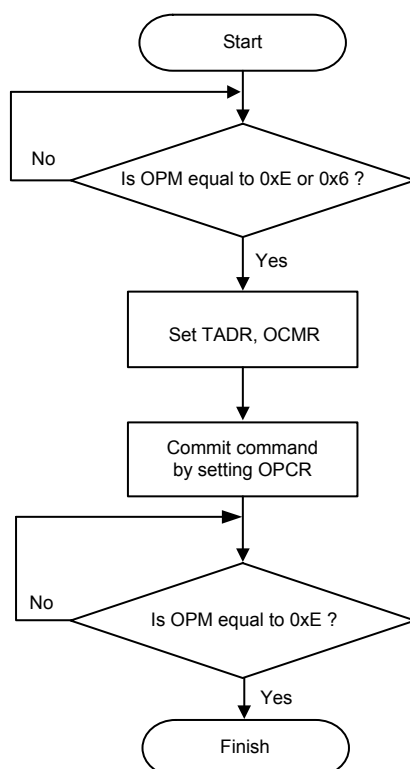 Start
No
Is OPM equal to 0xE or 0x6 ?
Yes
Set TADR, OCMR
Commit command
by setting OPCR
No
Is OPM equal to 0xE ?
Yes
Finish